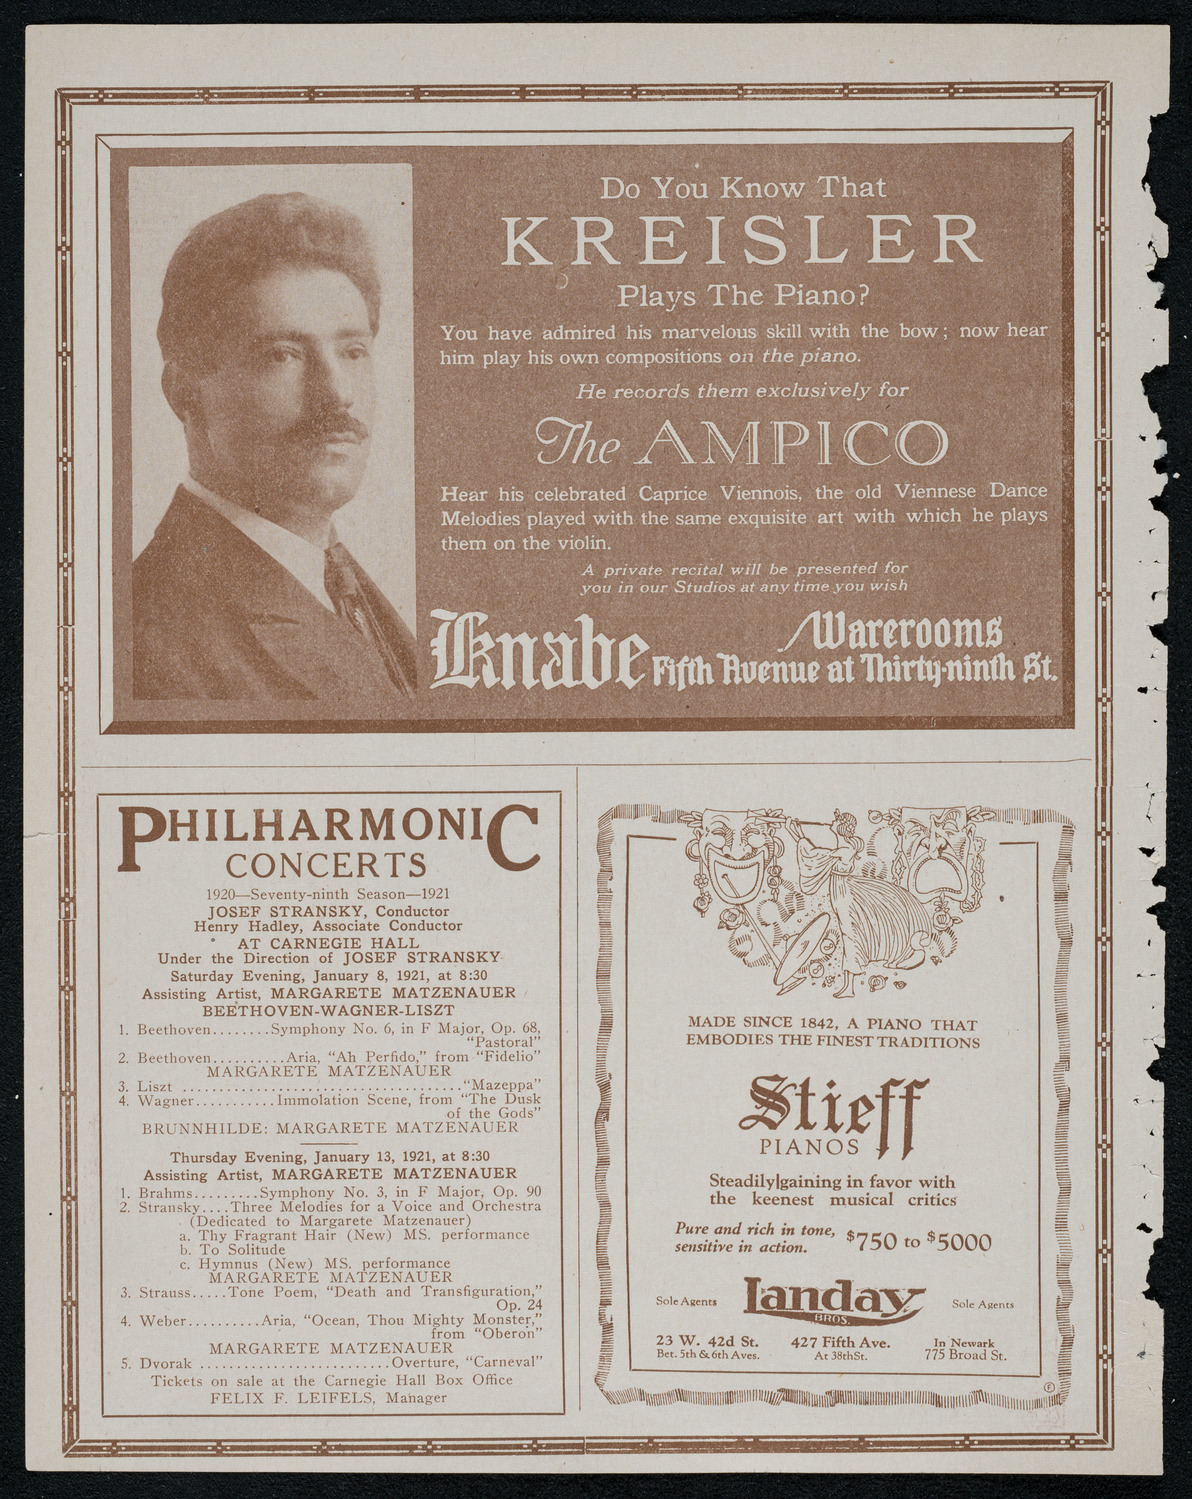 Do You Know That
KREISLER
Plays The Piano?
You have admired his marvelous skill with the bow; now hear
him play his own compositions on the piano.
He records them exclusively for
The AMPICO
Hear his celebrated Caprice Viennois, the old Viennese Dance
Melodies played with the same exquisite art with which he plays
them on the violin.
A private recital will be presented for
you in our Studios at any time you wish
Knabe Warerooms
Fifth Avenue at Thirty-ninth St.
PHILHARMONIC
CONCERTS
1920—Seventy-ninth Season—1921
JOSEF STRANSKY, Conductor
Henry Hadley, Associate Conductor
AT CARNEGIE HALL
Under the Direction of JOSEF STRANSKY
Saturday Evening, January 8, 1921, at 8:30
Assisting Artist, MARGARETE MATZENAUER
BEETHOVEN-WAGNER-LISZT
1. Beethoven........Symphony No. 6, in F Major, Op. 68,
"Pastoral"
2. Beethoven..........Aria, "Ah Perfido," from "Fidelio"
MARGARETE MATZENAUER
3. Liszt ......................................"Mazeppa"
4. Wagner...........Immolation Scene, from "The Dusk
of the Gods"
BRUNNHILDE: MARGARETE MATZENAUER
Thursday Evening, January 13, 1921, at 8:30
Assisting Artist, MARGARETE MATZENAUER
1. Brahms.........Symphony No. 3, in F Major, Op. 90
2. Stransky....Three Melodies for a Voice and Orchestra
(Dedicated to Margarete Matzenauer)
a. Thy Fragrant Hair (New) MS. performance
b. To Solitude
c. Hymnus (New) MS. performance
MARGARETE MATZENAUER
3. Strauss.....Tone Poem, "Death and Transfiguration,"
Op. 24
4. Weber..........Aria, "Ocean, Thou Mighty Monster,"
from "Oberon"
MARGARETE MATZENAUER
5. Dvorak ..........................Overture, "Carneval"
Tickets on sale at the Carnegie Hall Box Office
FELIX F. LEIFELS, Manager
MADE SINCE 1842, A PIANO THAT
EMBODIES THE FINEST TRADITIONS
Stieff
PIANOS
Steadily gaining in favor with
the keenest musical critics
Pure and rich in tone,
sensitive in action. $750 to $5000
Sole Agents Landay BROS. Sole Agents
23 W. 42d St. 427 Fifth Ave. In Newark
Bet. 5th & 6th Aves. At 38th St. 775 Broad St.
F